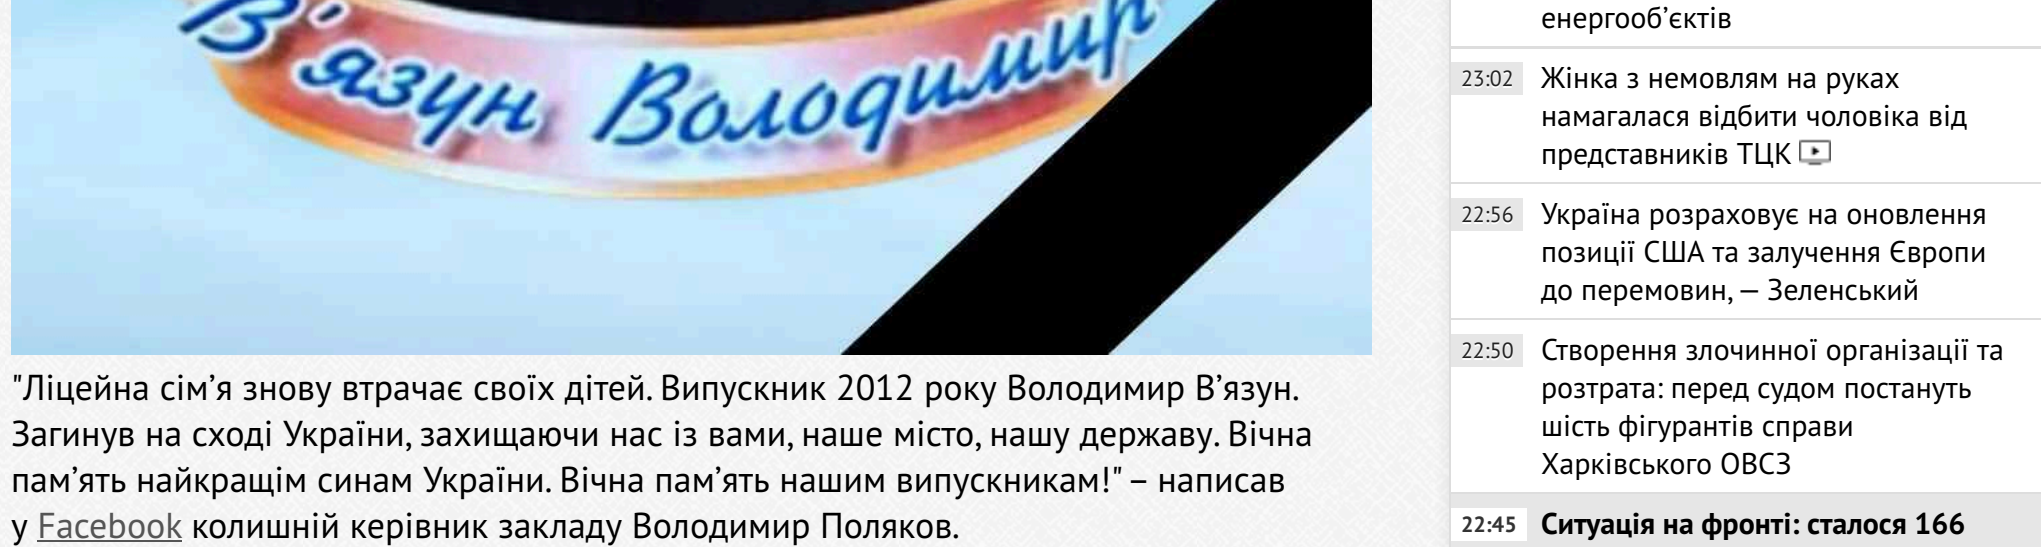 В'язун Володимир
"Ліцейна сім’я знову втрачає своїх дітей. Випускник 2012 року Володимир В’язун.
Загинув на сході України, захищаючи нас із вами, наше місто, нашу державу. Вічна
пам’ять найкращім синам України. Вічна пам’ять нашим випускникам!" – написав
у Facebook колишній керівник закладу Володимир Поляков.
енергооб’єктів
23:02 Жінка з немовлям на руках
намагалася відбити чоловіка від
представників ТЦК
22:56 Україна розраховує на оновлення
позиції США та залучення Європи
до перемовин, — Зеленський
22:50 Створення злочинної організації та
розтрата: перед судом постануть
шість фігурантів справи
Харківського ОВСЗ
22:45 Ситуація на фронті: сталося 166